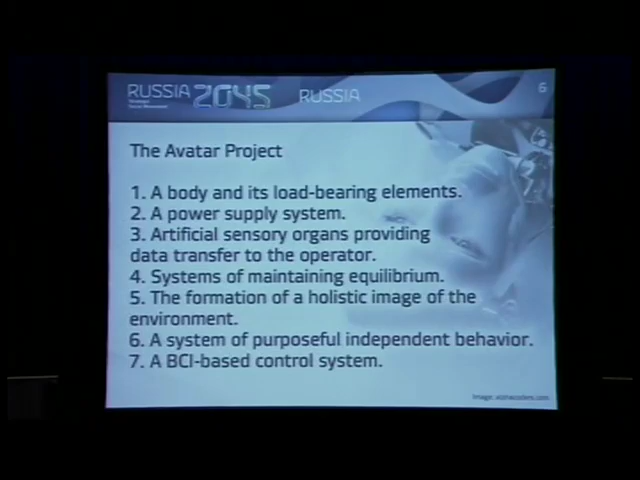 RUSSIA 2045 RUSSIA 6
Strategic
Social Movement
The Avatar Project
1. A body and its load-bearing elements.
2. A power supply system.
3. Artificial sensory organs providing
data transfer to the operator.
4. Systems of maintaining equilibrium.
5. The formation of a holistic image of the
environment.
6. A system of purposeful independent behavior.
7. A BCI-based control system.